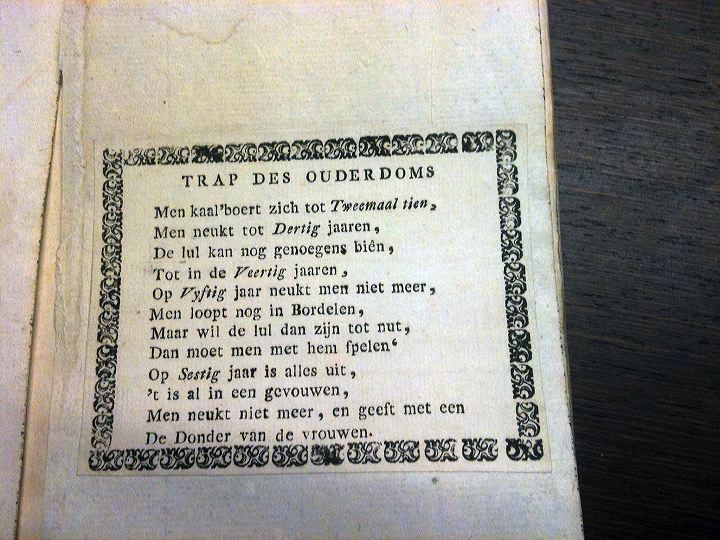 TRAP DES OUDERDOMS
Men kaal'boert zich tot Tweemaal tien,
Men neukt tot Dertig jaaren,
De lul kan nog genoegens biên,
Tot in de Veertig jaaren,
Op Vyftig jaar neukt men niet meer,
Men loopt nog in Bordelen,
Maar wil de lul dan zijn tot nut,
Dan moet men met hem ſpelen‘
Op Sestig jaar is alles uit,
't is al in een gevouwen,
Men neukt niet meer, en geeft met een
De Donder van de vrouwen.